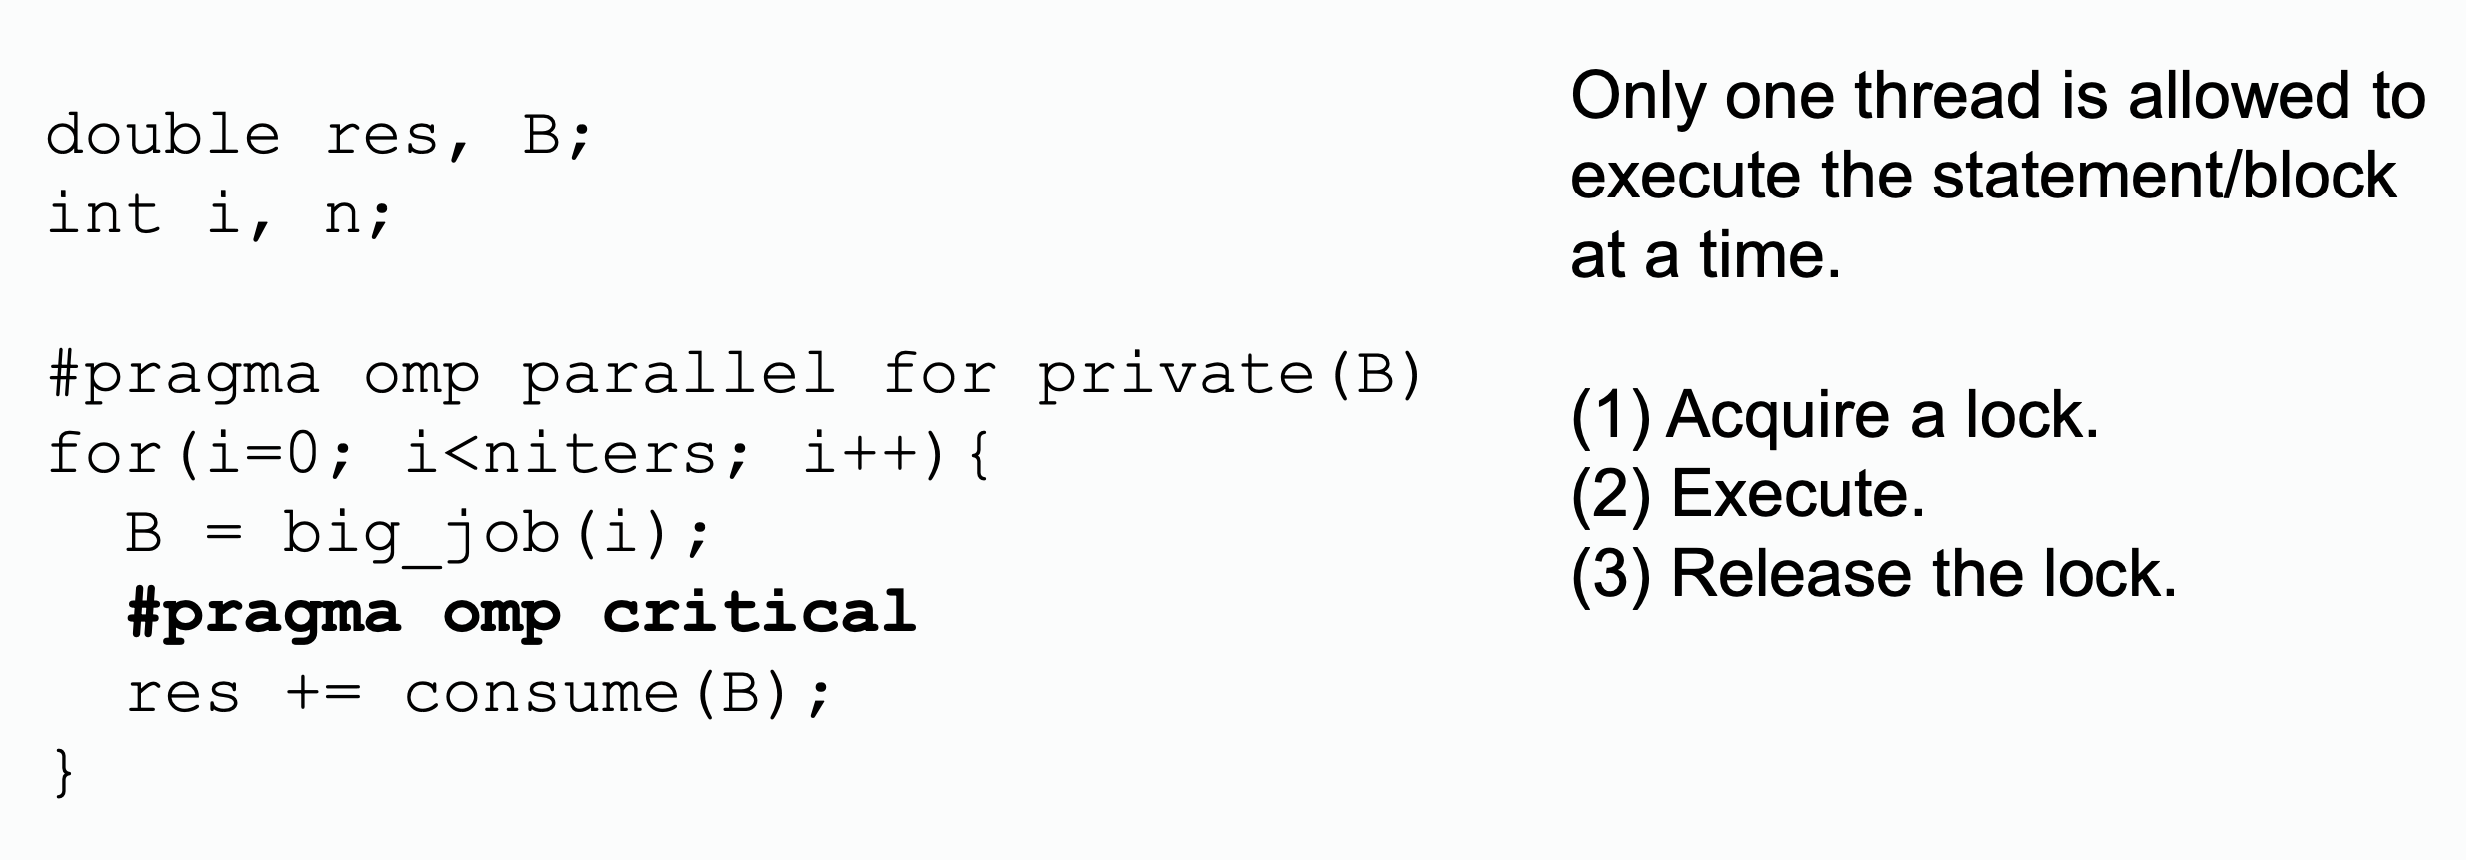 double res, B;
int i, n;
#pragma omp parallel for private(B)
for(i=0; i<niters; i++){
  B = big_job(i);
  #pragma omp critical
  res += consume(B);
}
Only one thread is allowed to
execute the statement/block
at a time.
(1) Acquire a lock.
(2) Execute.
(3) Release the lock.